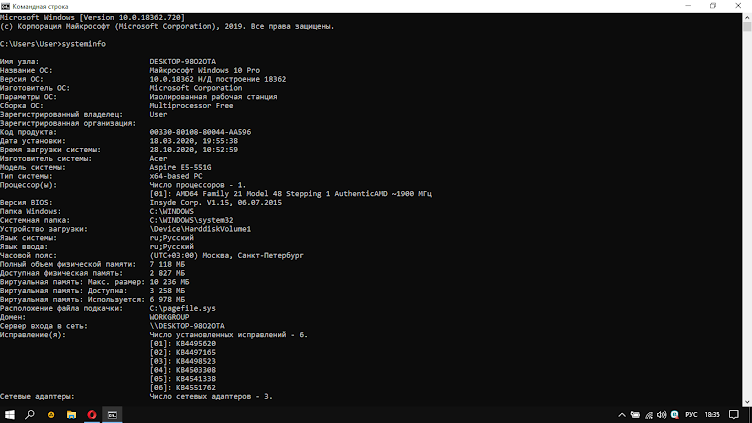 Командная строка
Microsoft Windows [Version 10.0.18362.720]
(c) Корпорация Майкрософт (Microsoft Corporation), 2019. Все права защищены.
C:\Users\User>systeminfo
Имя узла: DESKTOP-98O2OTA
Название ОС: Майкрософт Windows 10 Pro
Версия ОС: 10.0.18362 Н/Д построение 18362
Изготовитель ОС: Microsoft Corporation
Параметры ОС: Изолированная рабочая станция
Сборка ОС: Multiprocessor Free
Зарегистрированный владелец: User
Зарегистрированная организация:
Код продукта: 00330-80108-80044-AA596
Дата установки: 18.03.2020, 19:55:38
Время загрузки системы: 28.10.2020, 10:52:59
Изготовитель системы: Acer
Модель системы: Aspire E5-551G
Тип системы: x64-based PC
Процессор(ы): Число процессоров - 1.
[01]: AMD64 Family 21 Model 48 Stepping 1 AuthenticAMD ~1900 МГц
Версия BIOS: Insyde Corp. V1.15, 06.07.2015
Папка Windows: C:\WINDOWS
Системная папка: C:\WINDOWS\system32
Устройство загрузки: \Device\HarddiskVolume1
Язык системы: ru;Русский
Язык ввода: ru;Русский
Часовой пояс: (UTC+03:00) Москва, Санкт-Петербург
Полный объем физической памяти: 7 118 МБ
Доступная физическая память: 2 827 МБ
Виртуальная память: Макс. размер: 10 236 МБ
Виртуальная память: Доступна: 3 258 МБ
Виртуальная память: Используется: 6 978 МБ
Расположение файла подкачки: C:\pagefile.sys
Домен: WORKGROUP
Сервер входа в сеть: \\DESKTOP-98O2OTA
Исправление(я): Число установленных исправлений - 6.
[01]: KB4495620
[02]: KB4497165
[03]: KB4498523
[04]: KB4503308
[05]: KB4541338
[06]: KB4551762
Сетевые адаптеры: Число сетевых адаптеров - 3.
РУС 18:35